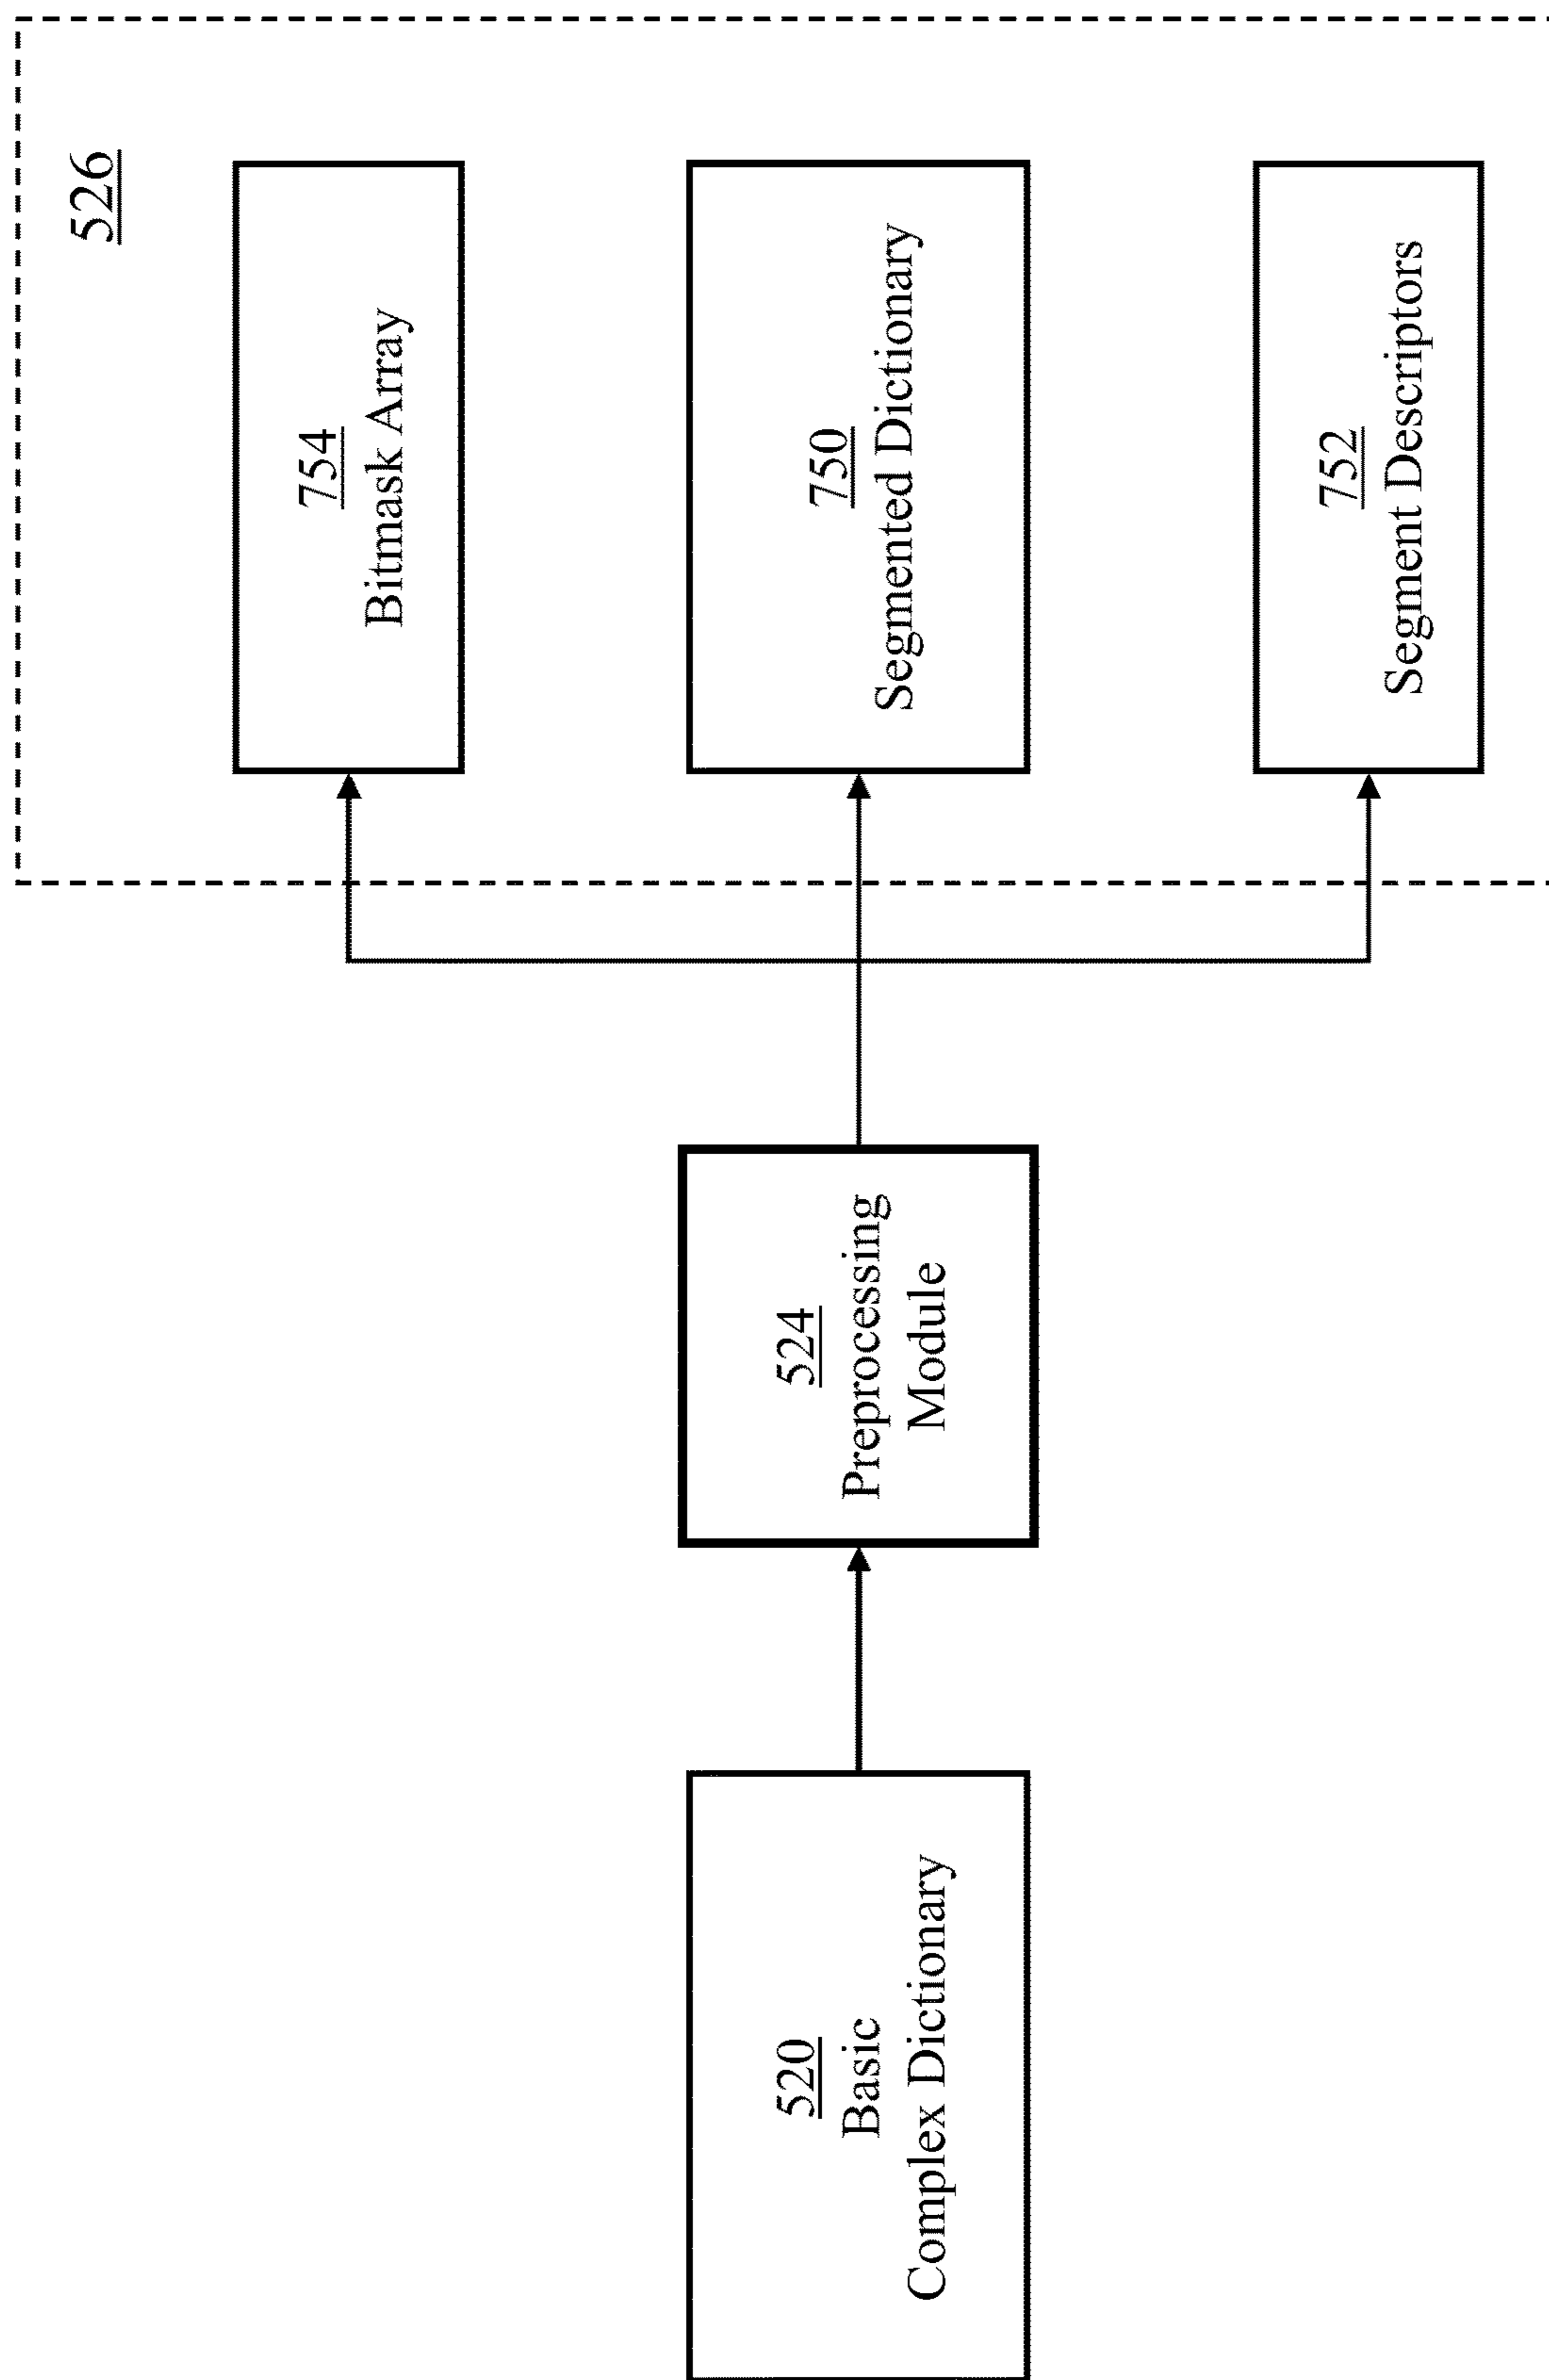 526
754
Bitmask Array
750
Segmented Dictionary
752
Segment Descriptors
524
Preprocessing
Module
520
Basic
Complex Dictionary